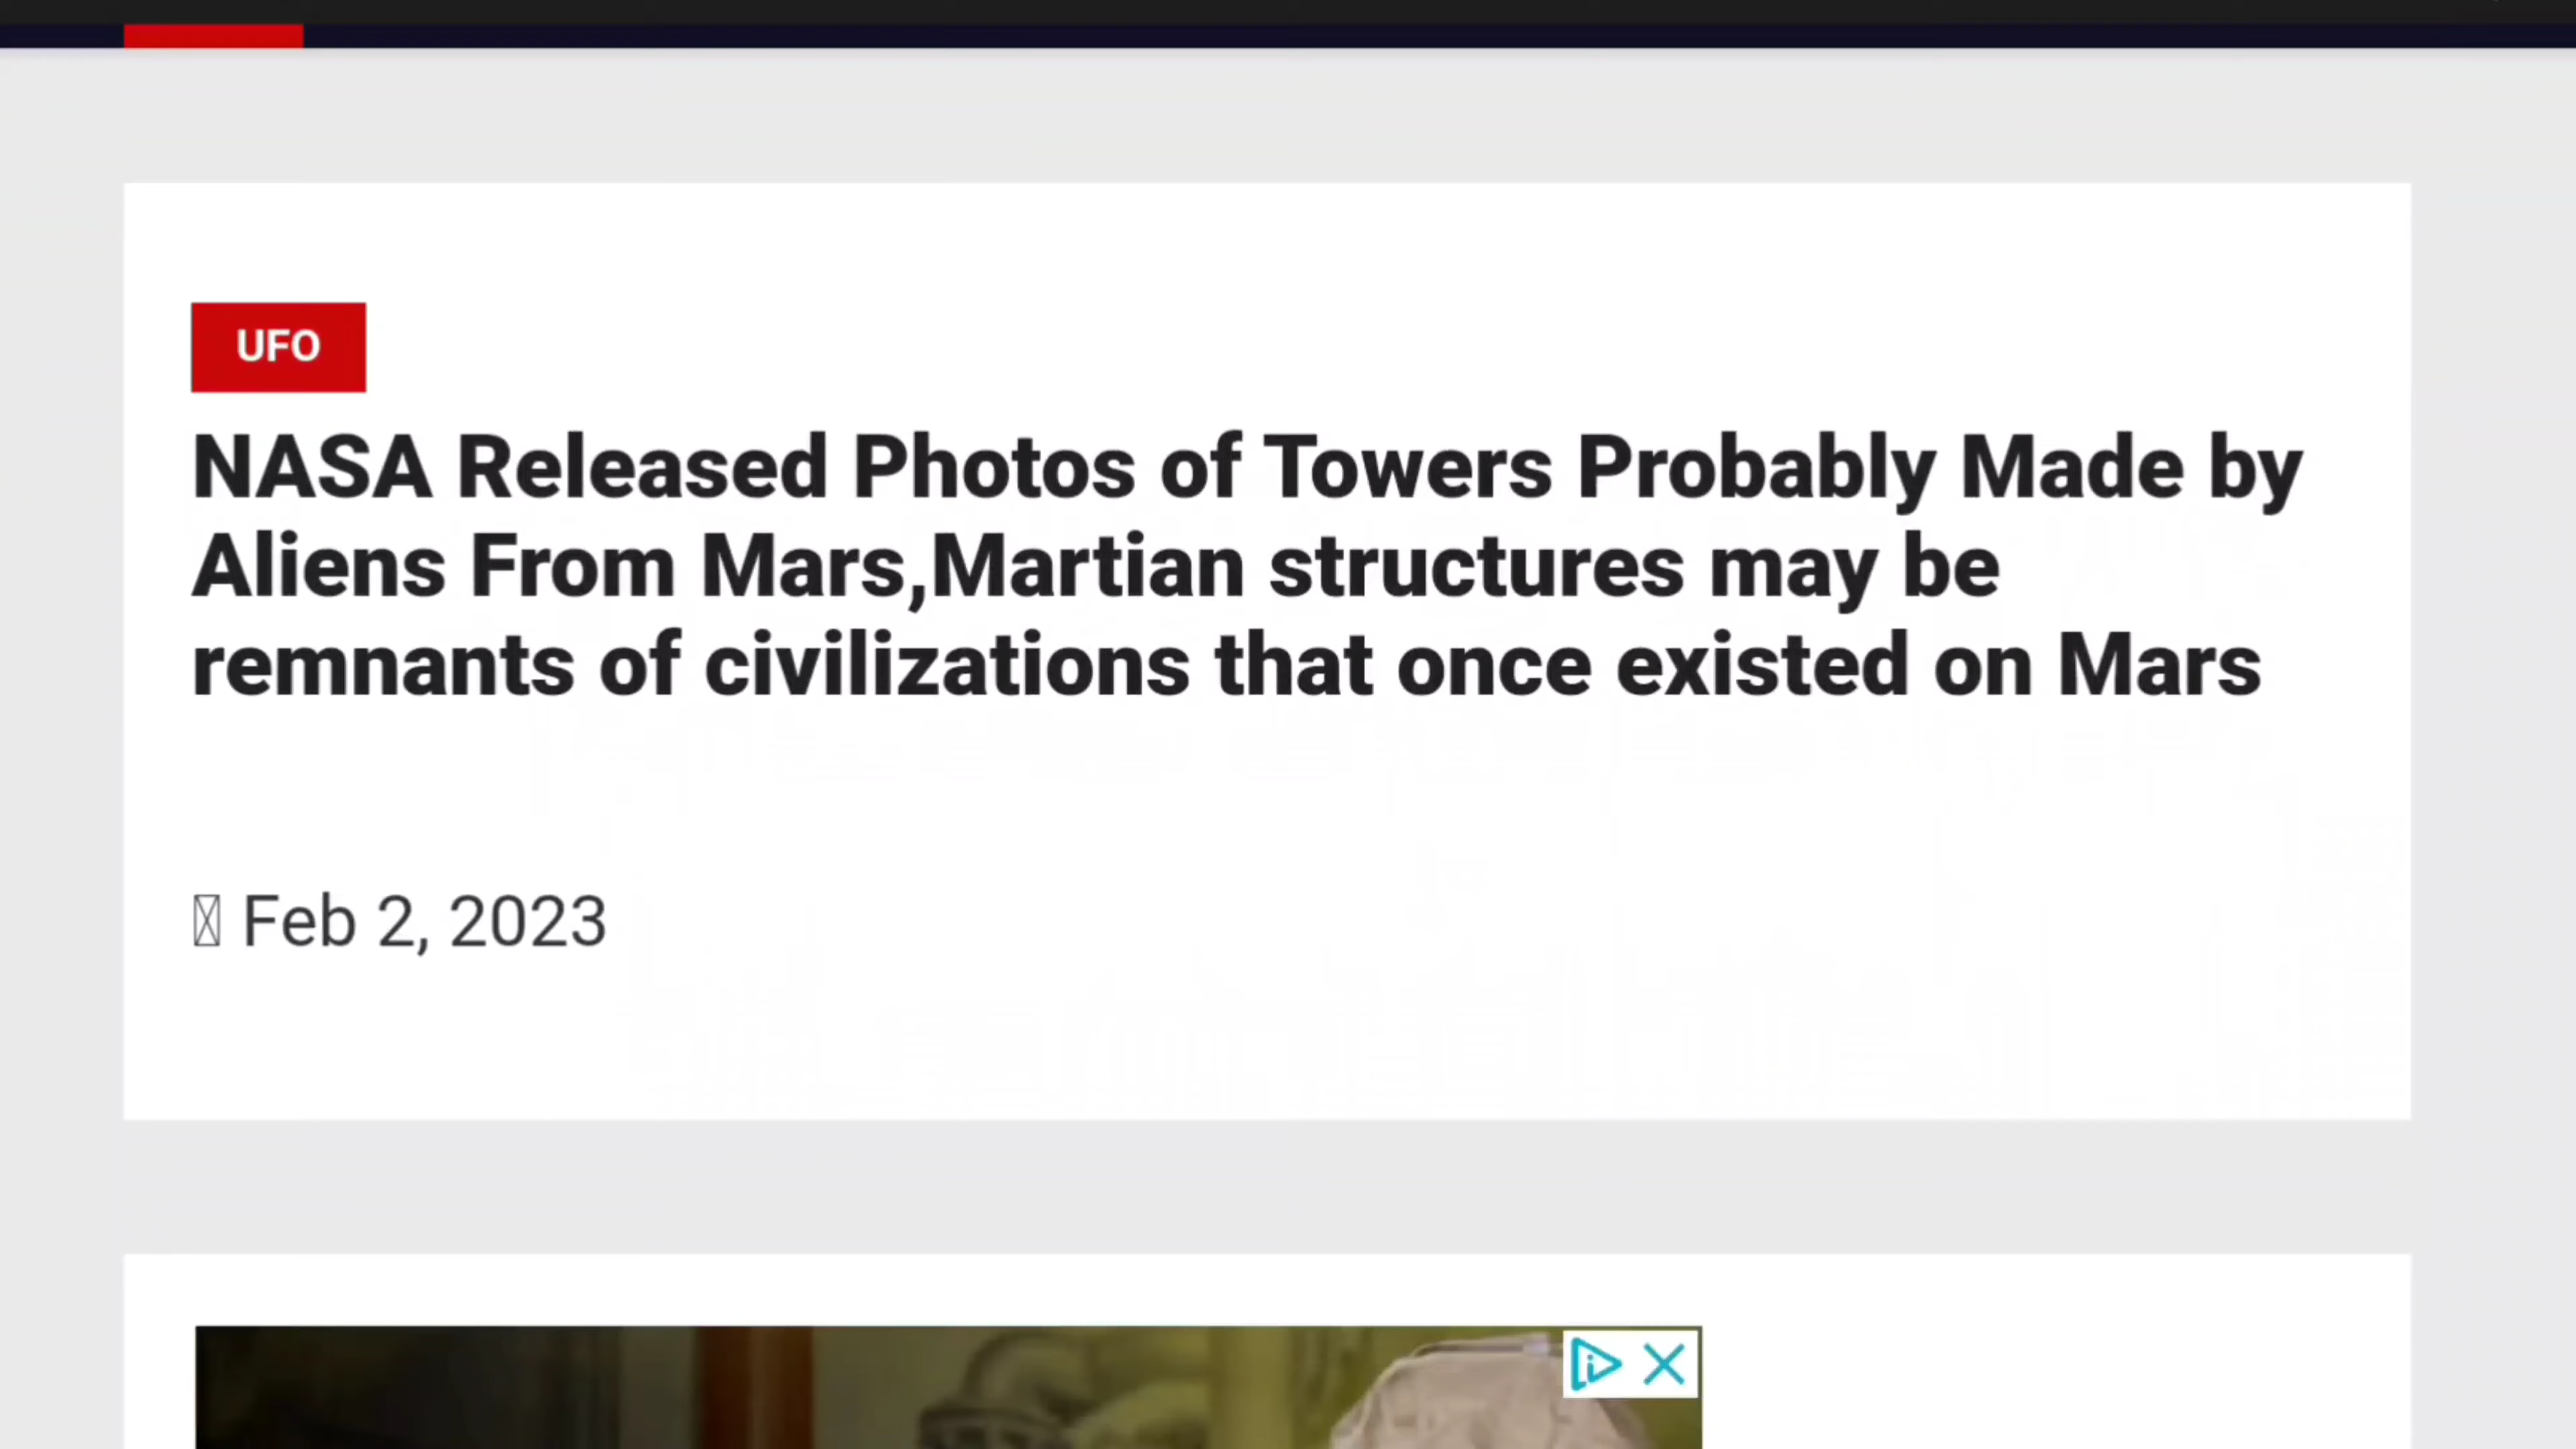 UFO
NASA Released Photos of Towers Probably Made by
Aliens From Mars,Martian structures may be
remnants of civilizations that once existed on Mars
Feb 2, 2023